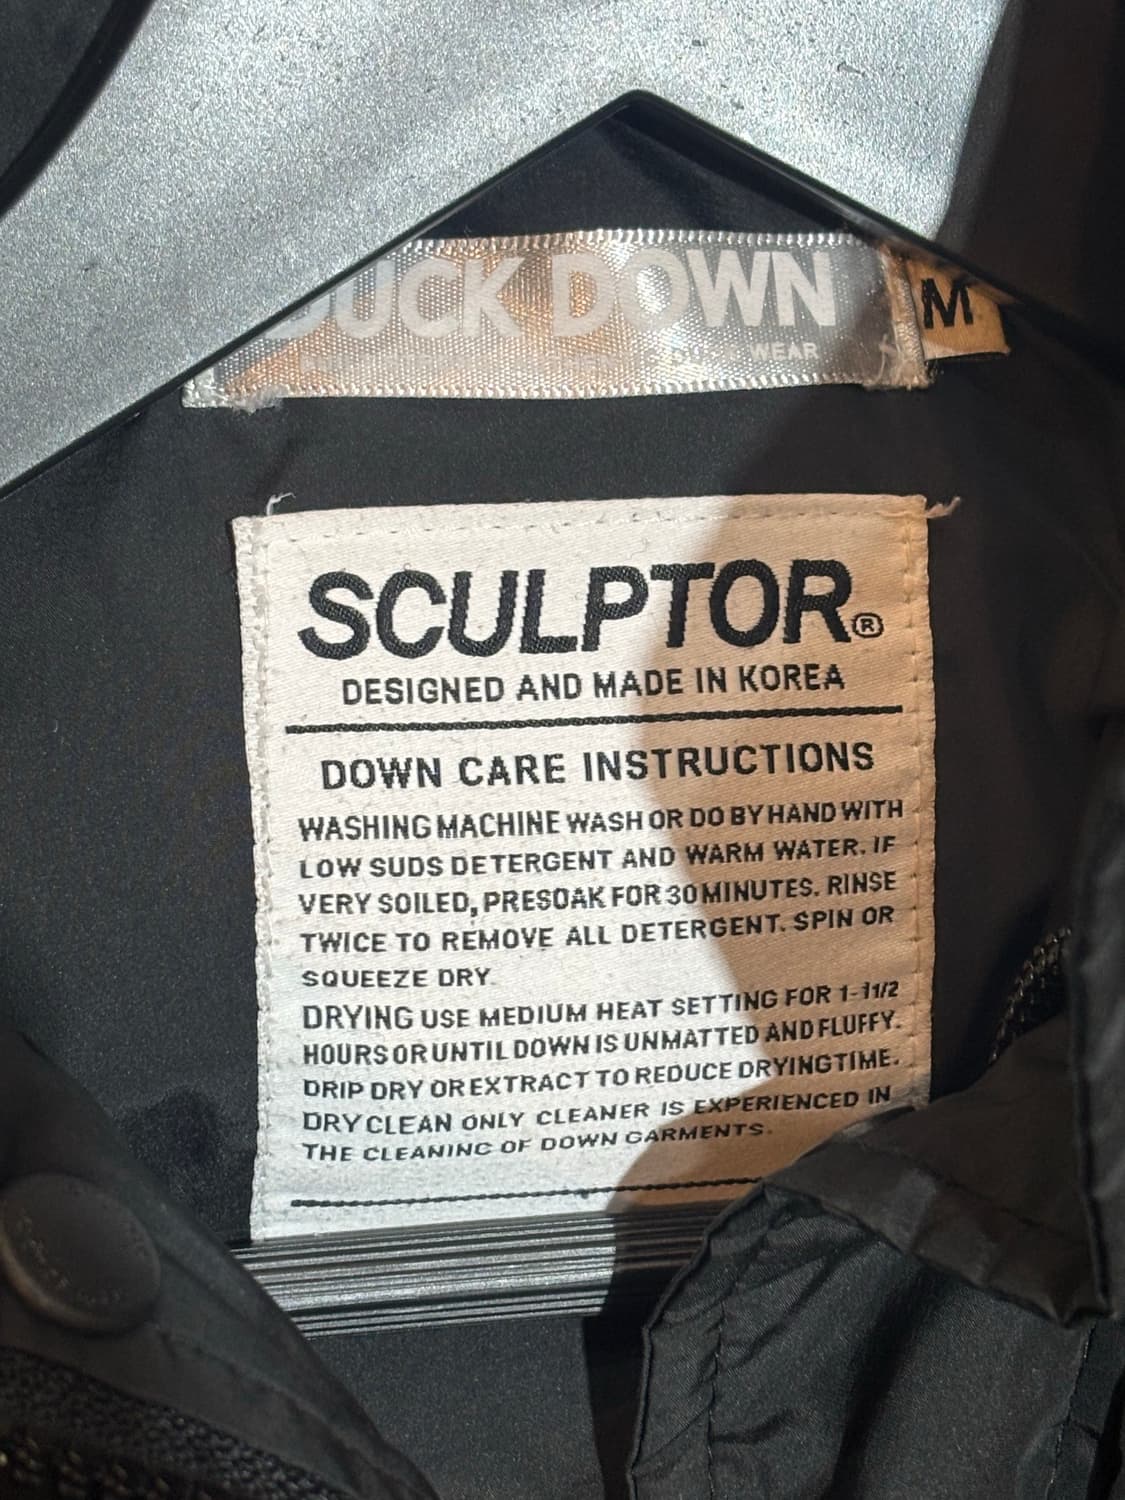 DUCK DOWN
WEAR
M
SCULPTOR®
DESIGNED AND MADE IN KOREA
DOWN CARE INSTRUCTIONS
WASHING MACHINE WASH OR DO BY HAND WITH
LOW SUDS DETERGENT AND WARM WATER. IF
VERY SOILED, PRESOAK FOR 30 MINUTES. RINSE
TWICE TO REMOVE ALL DETERGENT. SPIN OR
SQUEEZE DRY.
DRYING USE MEDIUM HEAT SETTING FOR 1-11/2
HOURS OR UNTIL DOWN IS UNMATTED AND FLUFFY.
DRIP DRY OR EXTRACT TO REDUCE DRYING TIME.
DRY CLEAN ONLY CLEANER IS EXPERIENCED IN
THE CLEANING OF DOWN GARMENTS.